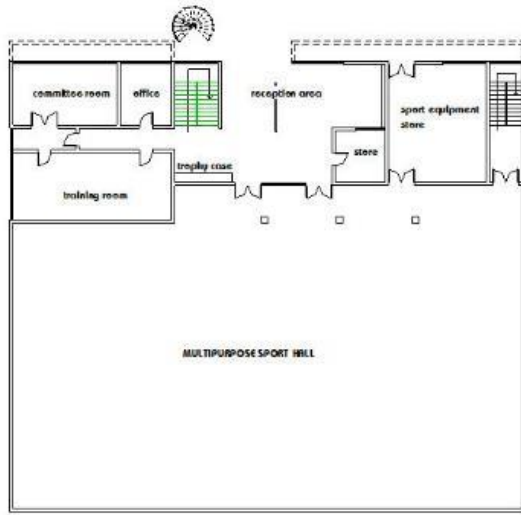 committee room
office
reception area
sport equipment
store
store
trophy case
training room
MULTIPURPOSE SPORT HALL